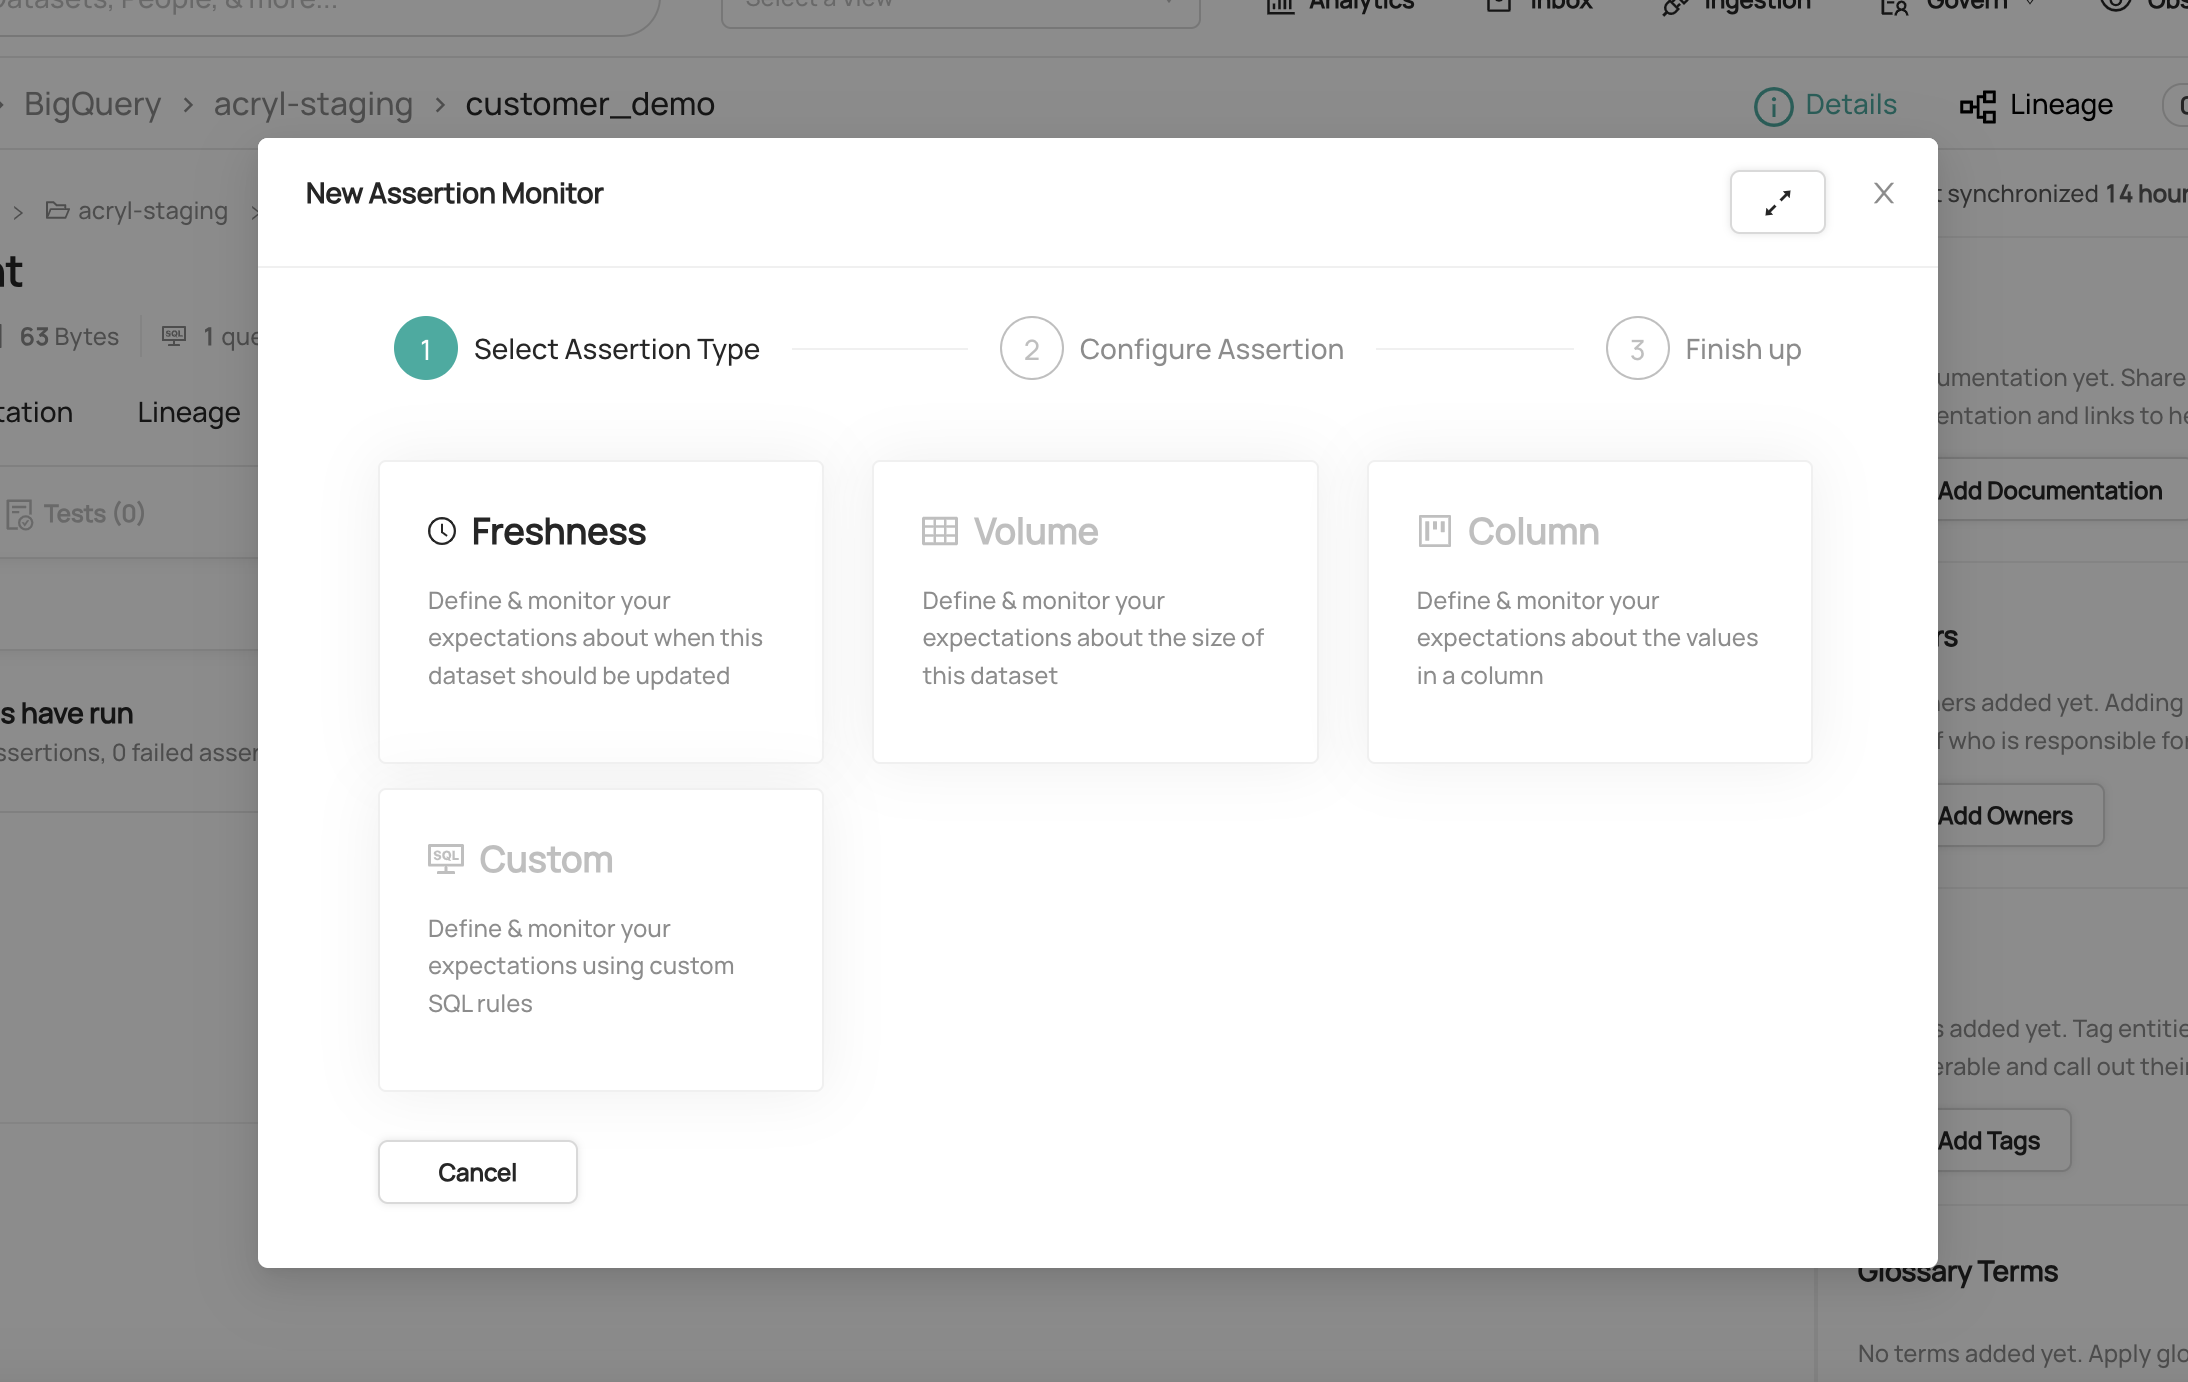 Datasets, People, & more...
Select a view
Analytics
Inbox
Ingestion
Govern
BigQuery > acryl-staging > customer_demo
Details
Lineage
New Assertion Monitor
> acryl-staging >
synchronized 14 hour
63 Bytes
1 que
1 Select Assertion Type
2 Configure Assertion
3 Finish up
umentation yet. Share
entation and links to he
Lineage
Add Documentation
Tests (0)
Freshness
Define & monitor your
expectations about when this
dataset should be updated
Volume
Define & monitor your
expectations about the size of
this dataset
Column
Define & monitor your
expectations about the values
in a column
s have run
ssertions, 0 failed asser
ers added yet. Adding
f who is responsible for
Add Owners
SQL Custom
Define & monitor your
expectations using custom
SQL rules
s added yet. Tag entitie
erable and call out their
Add Tags
Cancel
Glossary Terms
No terms added yet. Apply glo